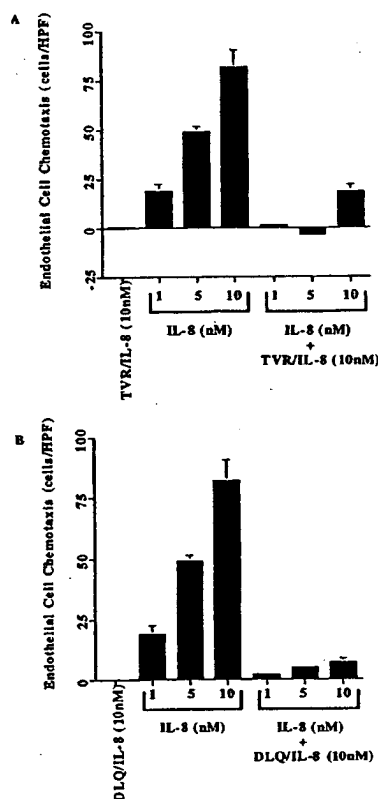 A
Endothelial Cell Chemotaxis (cells/HPF)
100
75
50
25
0
-25
TVR/IL-8 (10nM)
1 5 10 1 5 10
IL-8 (nM) IL-8 (nM)
+
TVR/IL-8 (10nM)
B
Endothelial Cell Chemotaxis (cells/HPF)
100
75
50
25
0
DLQ/IL-8 (10nM)
1 5 10 1 5 10
IL-8 (nM) IL-8 (nM)
+
DLQ/IL-8 (10nM)